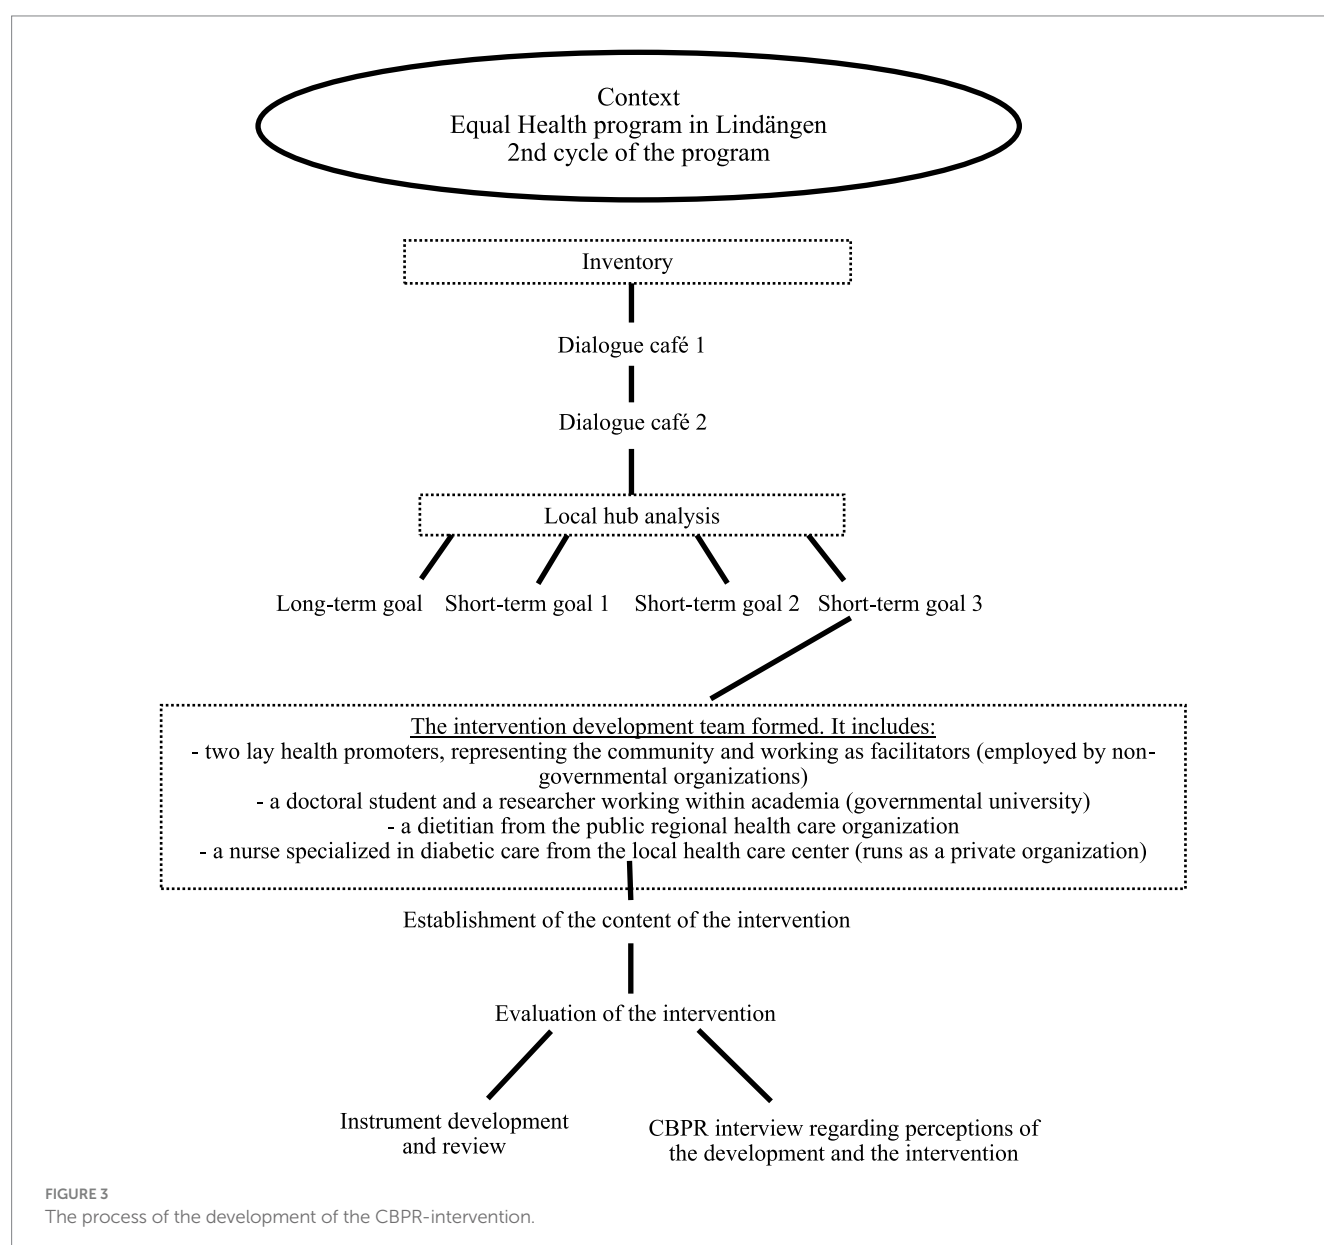 Context
Equal Health program in Lindängen
2nd cycle of the program
Inventory
Dialogue café 1
Dialogue café 2
Local hub analysis
Long-term goal
Short-term goal 1
Short-term goal 2
Short-term goal 3
The intervention development team formed. It includes:
- two lay health promoters, representing the community and working as facilitators (employed by non-
governmental organizations)
- a doctoral student and a researcher working within academia (governmental university)
- a dietitian from the public regional health care organization
- a nurse specialized in diabetic care from the local health care center (runs as a private organization)
Establishment of the content of the intervention
Evaluation of the intervention
Instrument development
and review
CBPR interview regarding perceptions of
the development and the intervention
FIGURE 3
The process of the development of the CBPR-intervention.